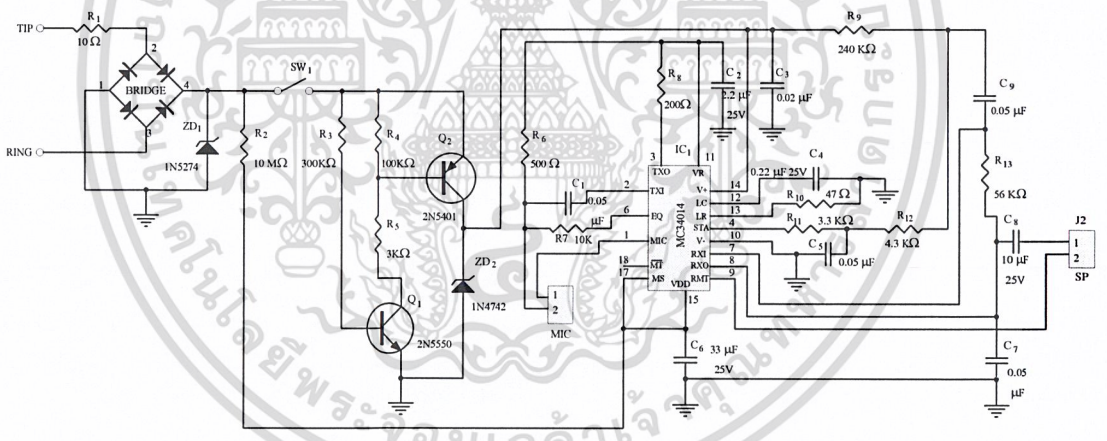 TIP
R1
10 Ω
2
1
BRIDGE
4
3
RING
ZD1
1N5274
R2
10 MΩ
SW1
R3
300KΩ
R4
100KΩ
Q2
2N5401
R5
3KΩ
Q1
2N5550
ZD2
1N4742
R6
500 Ω
C1
0.05
µF
R7 10K
1
2
MIC
R8
200Ω
C2
2.2 µF
25V
C3
0.02 µF
R9
240 KΩ
IC1
MC34014
3
TXO
11
VR
2
TXI
6
EQ
1
MIC
18
MT
17
MS
VDD
15
V+
14
LC
12
LR
13
STA
4
V-
10
RXI
7
RXO
8
RMT
9
C4
0.22 µF 25V
R10
47 Ω
R11
3.3 KΩ
C5
0.05 µF
R12
4.3 KΩ
C9
0.05 µF
R13
56 KΩ
C8
10 µF
25V
J2
1
2
SP
C6
33 µF
25V
C7
0.05
µF